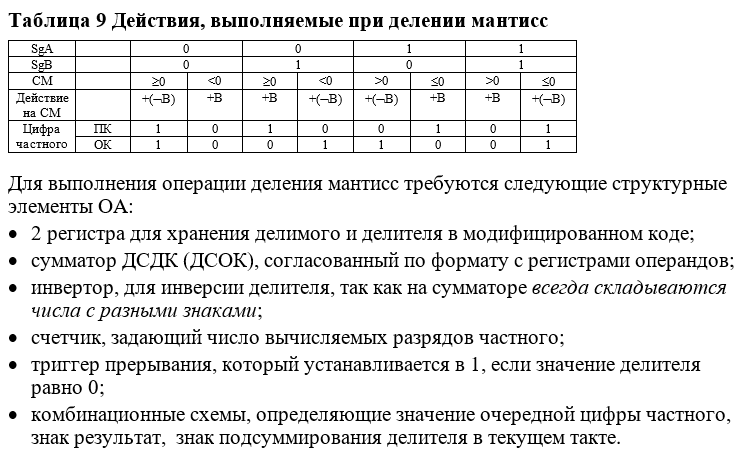 Таблица 9 Действия, выполняемые при делении мантисс
SgA 0 0 1 1
SgB 0 1 0 1
СМ ≥0 <0 ≥0 <0 >0 ≤0 >0 ≤0
Действие на СМ +(–B) +B +B +(–B) +(–B) +B +B +(–B)
Цифра частного ПК 1 0 1 0 0 1 0 1
ОК 1 0 0 1 1 0 0 1
Для выполнения операции деления мантисс требуются следующие структурные
элементы ОА:
• 2 регистра для хранения делимого и делителя в модифицированном коде;
• сумматор ДСДК (ДСОК), согласованный по формату с регистрами операндов;
• инвертор, для инверсии делителя, так как на сумматоре всегда складываются
числа с разными знаками;
• счетчик, задающий число вычисляемых разрядов частного;
• триггер прерывания, который устанавливается в 1, если значение делителя
равно 0;
• комбинационные схемы, определяющие значение очередной цифры частного,
знак результат, знак подсуммирования делителя в текущем такте.